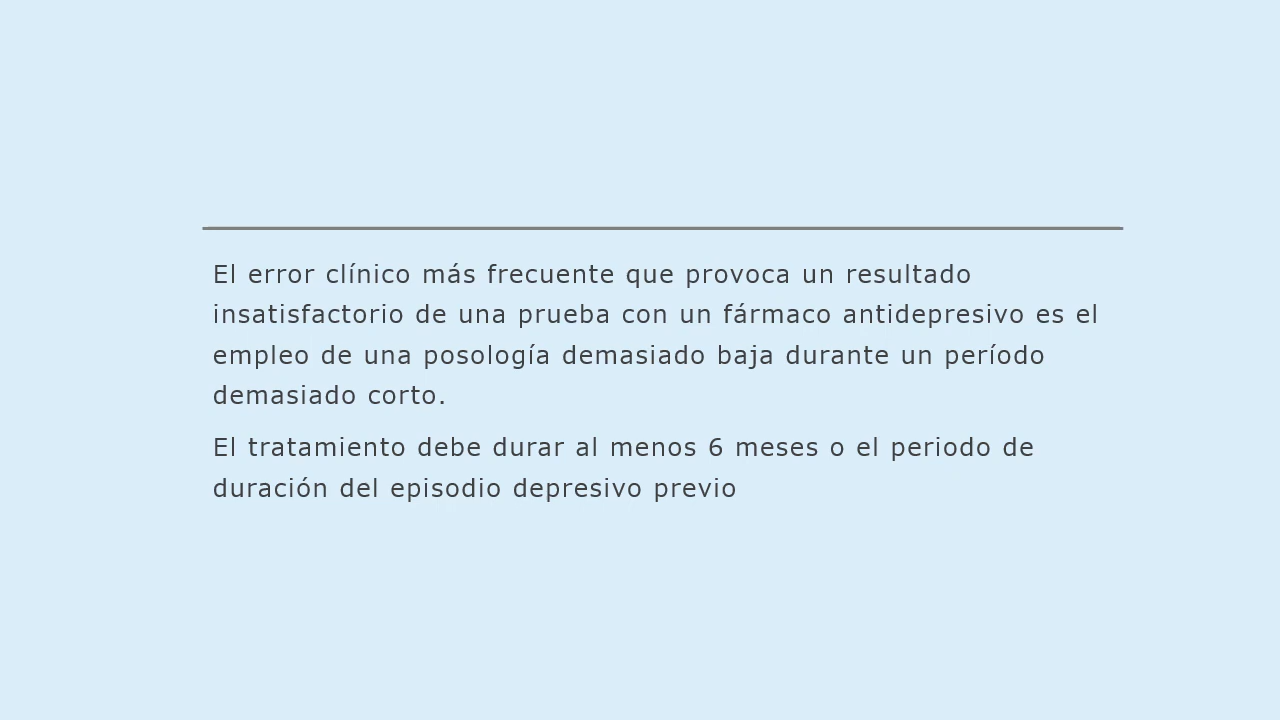 El error clínico más frecuente que provoca un resultado
insatisfactorio de una prueba con un fármaco antidepresivo es el
empleo de una posología demasiado baja durante un período
demasiado corto.
El tratamiento debe durar al menos 6 meses o el periodo de
duración del episodio depresivo previo